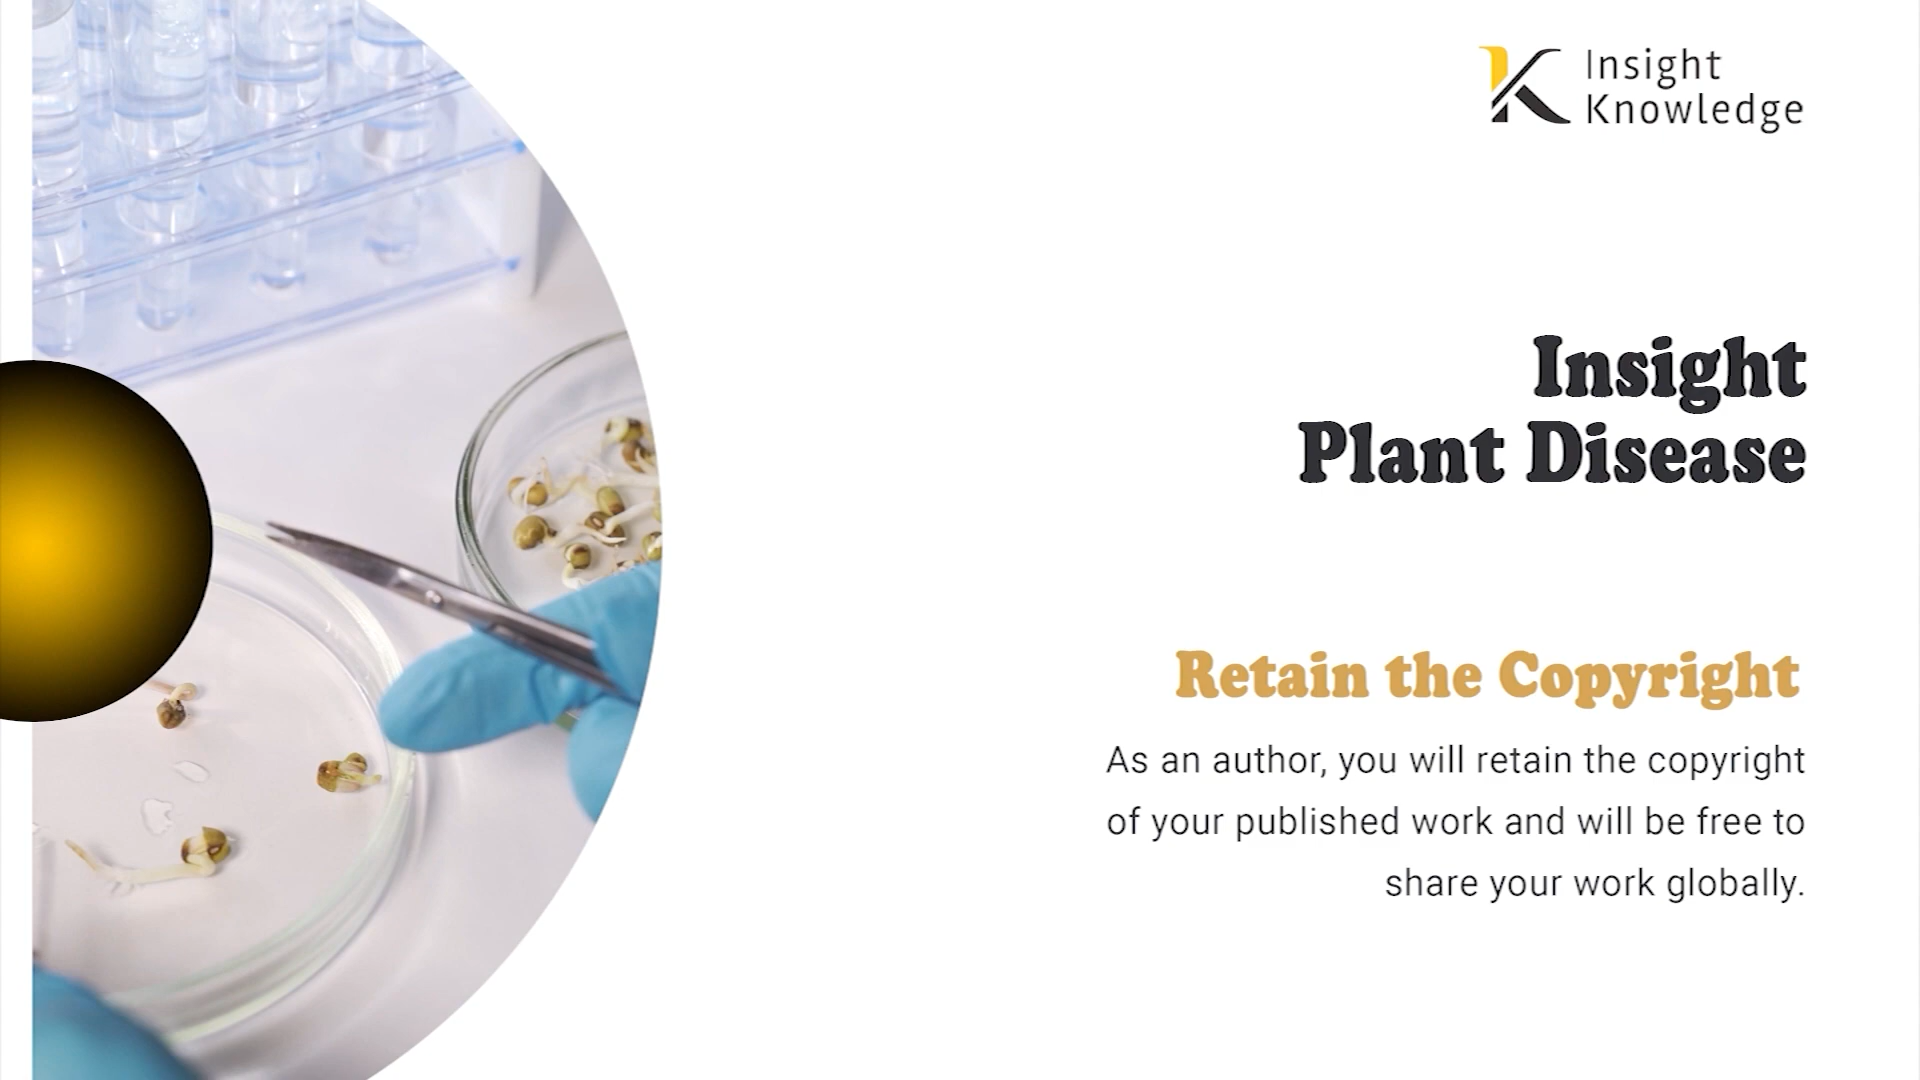 Insight
Knowledge
Insight
Plant Disease
Retain the Copyright
As an author, you will retain the copyright
of your published work and will be free to
share your work globally.